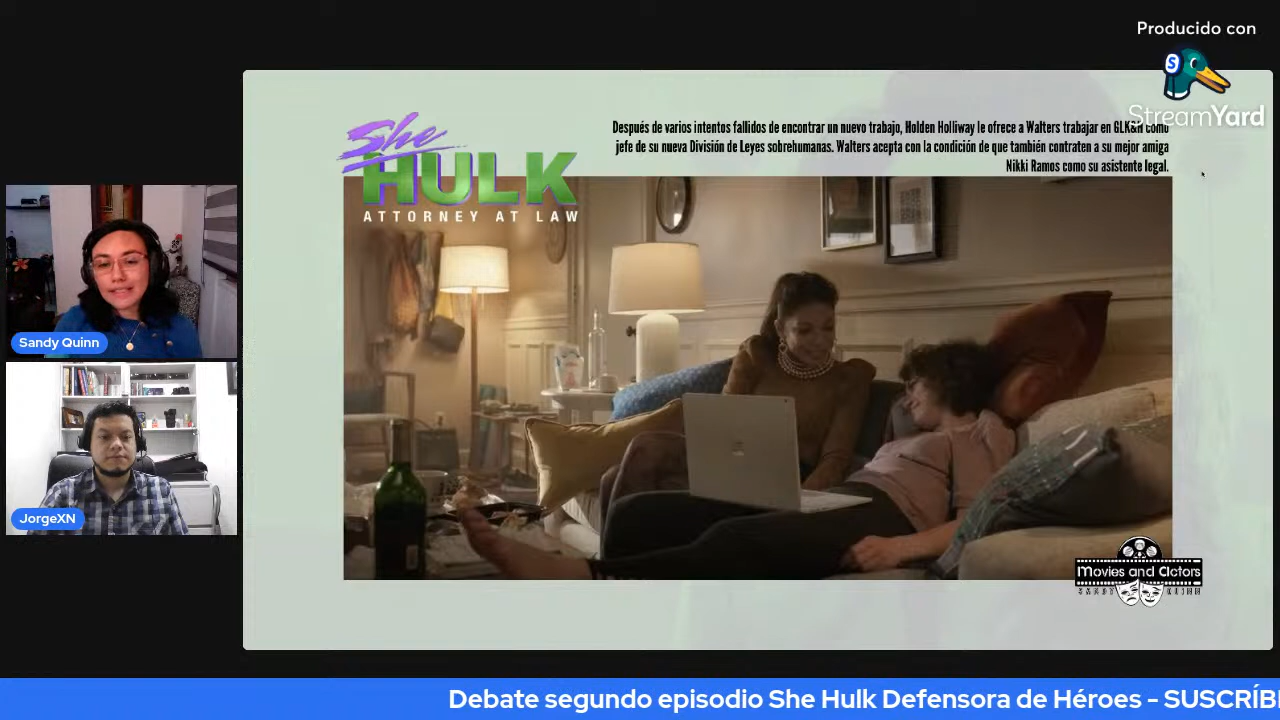 Producido con
StreamYard
She
HULK
ATTORNEY AT LAW
Después de varios intentos fallidos de encontrar un nuevo trabajo, Holden Holliway le ofrece a Walters trabajar en GLK&H como
jefe de su nueva División de Leyes sobrehumanas. Walters acepta con la condición de que también contraten a su mejor amiga
Nikki Ramos como su asistente legal.
Sandy Quinn
JorgeXN
Movies and Actors
SANDY QUINN
Debate segundo episodio She Hulk Defensora de Héroes - SUSCRÍB